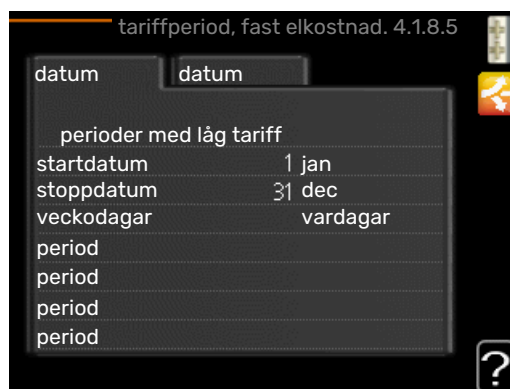 tariffperiod, fast elkostnad. 4.1.8.5
datum datum
perioder med låg tariff
startdatum 1 jan
stoppdatum 31 dec
veckodagar vardagar
period
period
period
period
?